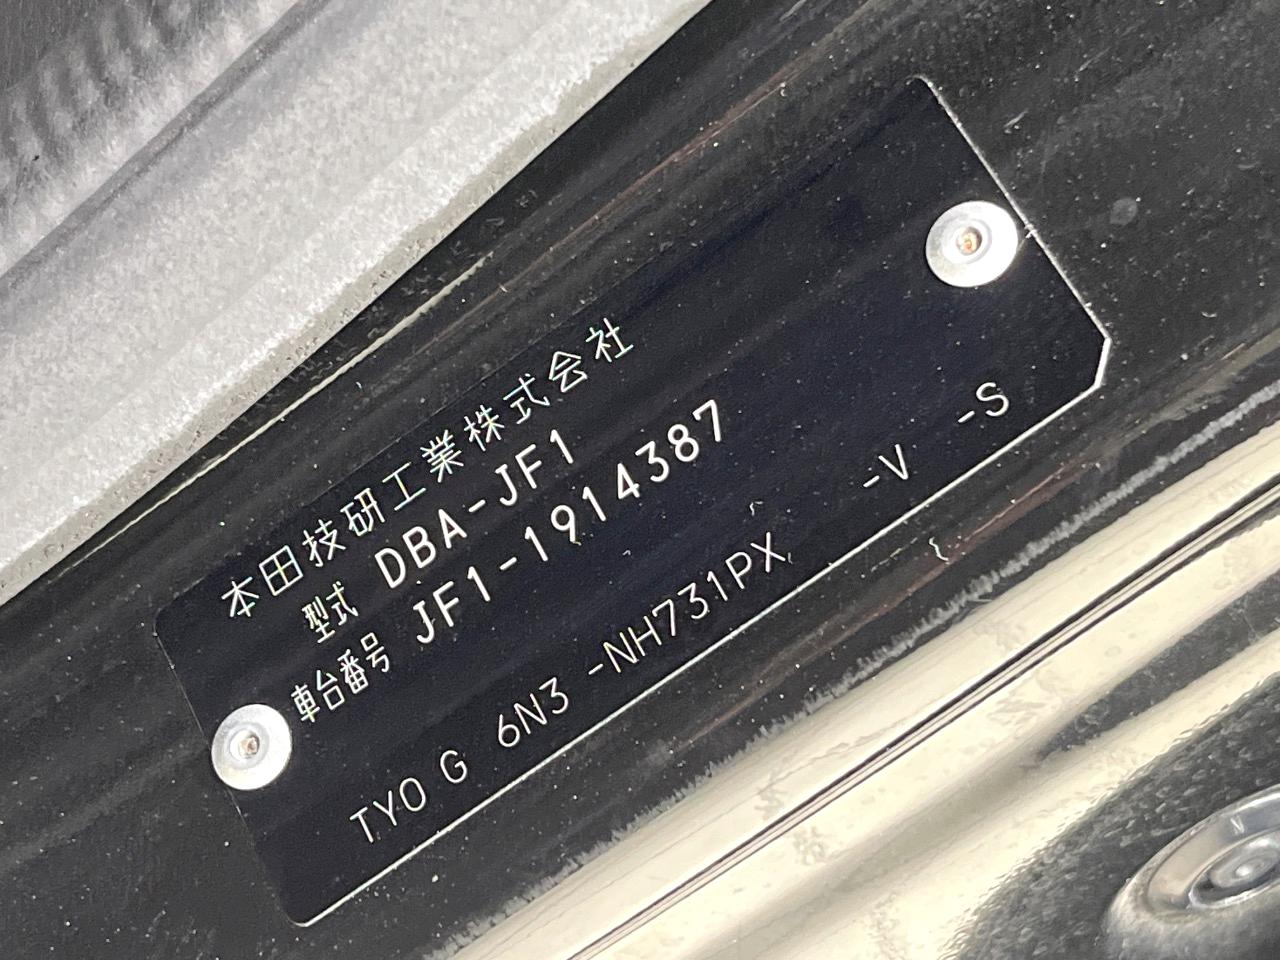 本田技研工業株式会社
型式 DBA-JF1
車台番号 JF1-1914387
TYO G 6N3 -NH731PX -V -S